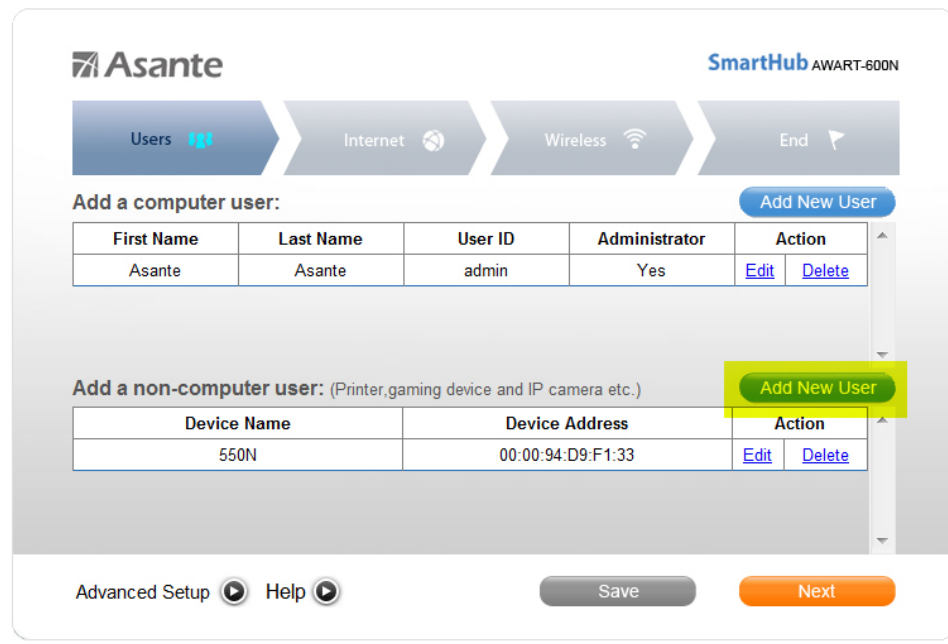 Asante
SmartHub AWART-600N
Users Internet Wireless End
Add a computer user: Add New User
First Name Last Name User ID Administrator Action
Asante Asante admin Yes Edit Delete
Add a non-computer user: (Printer,gaming device and IP camera etc.) Add New User
Device Name Device Address Action
550N 00:00:94:D9:F1:33 Edit Delete
Advanced Setup Help Save Next